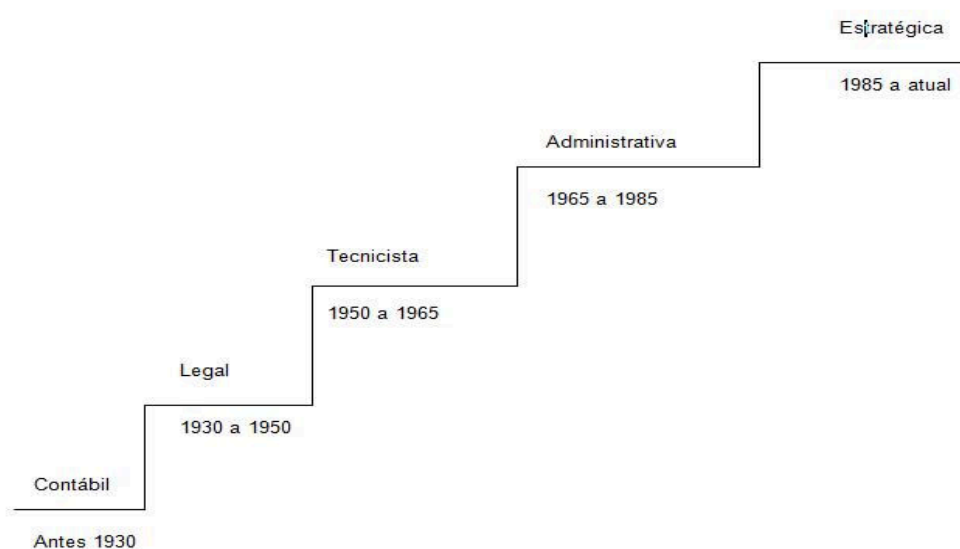 Estratégica
1985 a atual
Administrativa
1965 a 1985
Tecnicista
1950 a 1965
Legal
1930 a 1950
Contábil
Antes 1930